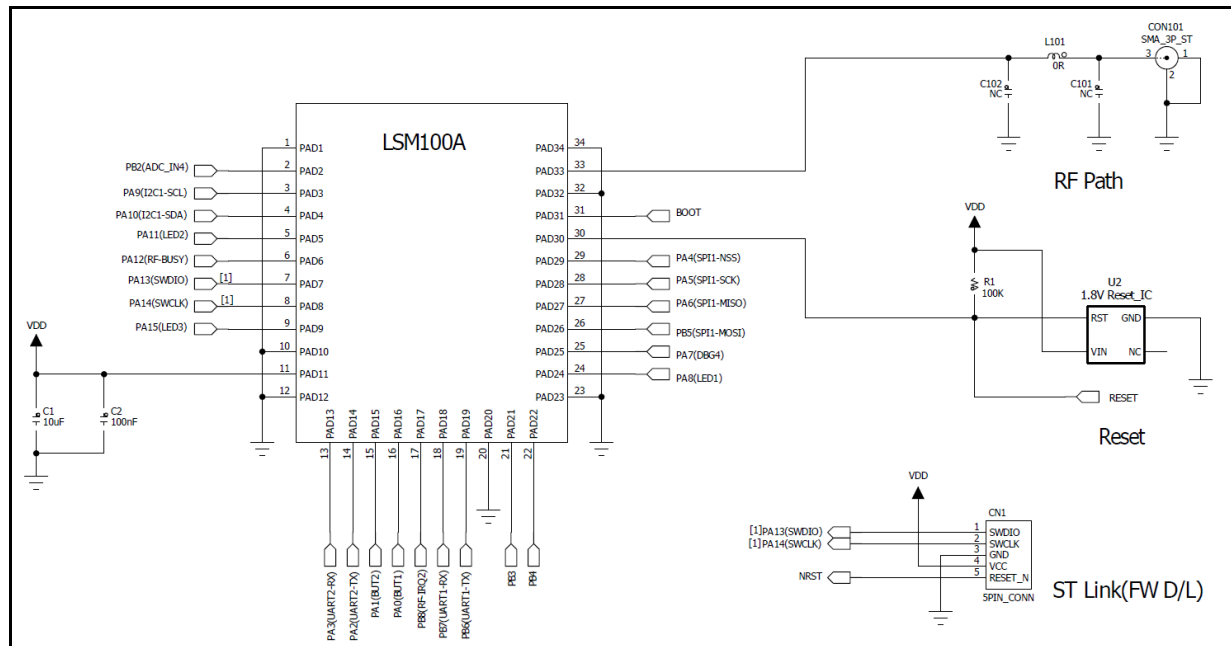 CON101
SMA_3P_ST
L101
0R
3
1
2
C102
NC
C101
NC
RF Path
LSM100A
1 PAD1
PB2(ADC_IN4) 2 PAD2
PA9(I2C1-SCL) 3 PAD3
PA10(I2C1-SDA) 4 PAD4
PA11(LED2) 5 PAD5
PA12(RF-BUSY) 6 PAD6
PA13(SWDIO) [1] 7 PAD7
PA14(SWCLK) [1] 8 PAD8
PA15(LED3) 9 PAD9
10 PAD10
VDD 11 PAD11
12 PAD12
C1
10uF
C2
100nF
PAD34 34
PAD33 33
PAD32 32
PAD31 31 BOOT
PAD30 30
PAD29 29 PA4(SPI1-NSS)
PAD28 28 PA5(SPI1-SCK)
PAD27 27 PA6(SPI1-MISO)
PAD26 26 PB5(SPI1-MOSI)
PAD25 25 PA7(DBG4)
PAD24 24 PA8(LED1)
PAD23 23
PAD13 13 PA3(UART2-RX)
PAD14 14 PA2(UART2-TX)
PAD15 15 PA1(BUT2)
PAD16 16 PA0(BUT1)
PAD17 17 PB8(RF-IRQ2)
PAD18 18 PB7(UART1-RX)
PAD19 19 PB6(UART1-TX)
PAD20 20
PAD21 21 PB3
PAD22 22 PB4
VDD
R1
100K
U2
1.8V Reset_IC
RST GND
VIN NC
RESET
Reset
VDD
CN1
[1]PA13(SWDIO) 1 SWDIO
[1]PA14(SWCLK) 2 SWCLK
3 GND
4 VCC
NRST 5 RESET_N
5PIN_CONN
ST Link(FW D/L)